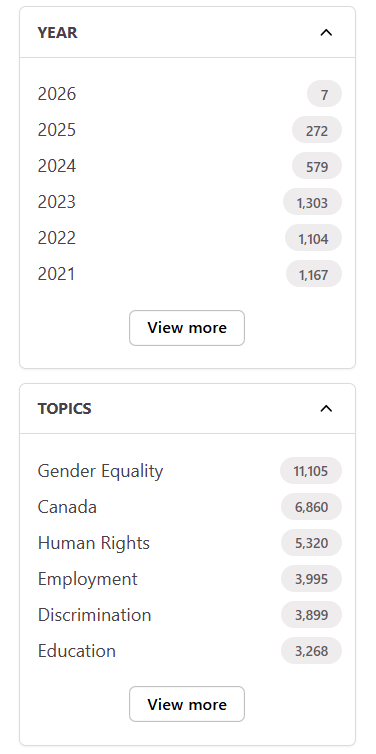 YEAR
2026 7
2025 272
2024 579
2023 1,303
2022 1,104
2021 1,167
View more
TOPICS
Gender Equality 11,105
Canada 6,860
Human Rights 5,320
Employment 3,995
Discrimination 3,899
Education 3,268
View more